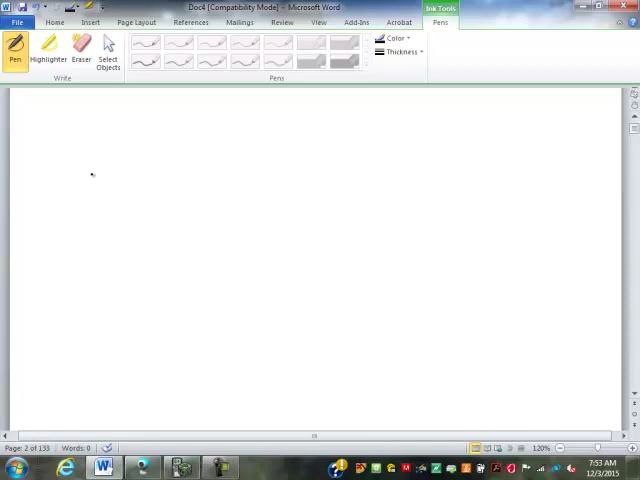 Doc4 [Compatibility Mode] - Microsoft Word
Ink Tools
File Home Insert Page Layout References Mailings Review View Add-Ins Acrobat Pens
Pen Highlighter Eraser Select Objects
Color
Thickness
Write Pens
Page: 2 of 133 Words: 0 120%
7:53 AM
12/3/2015